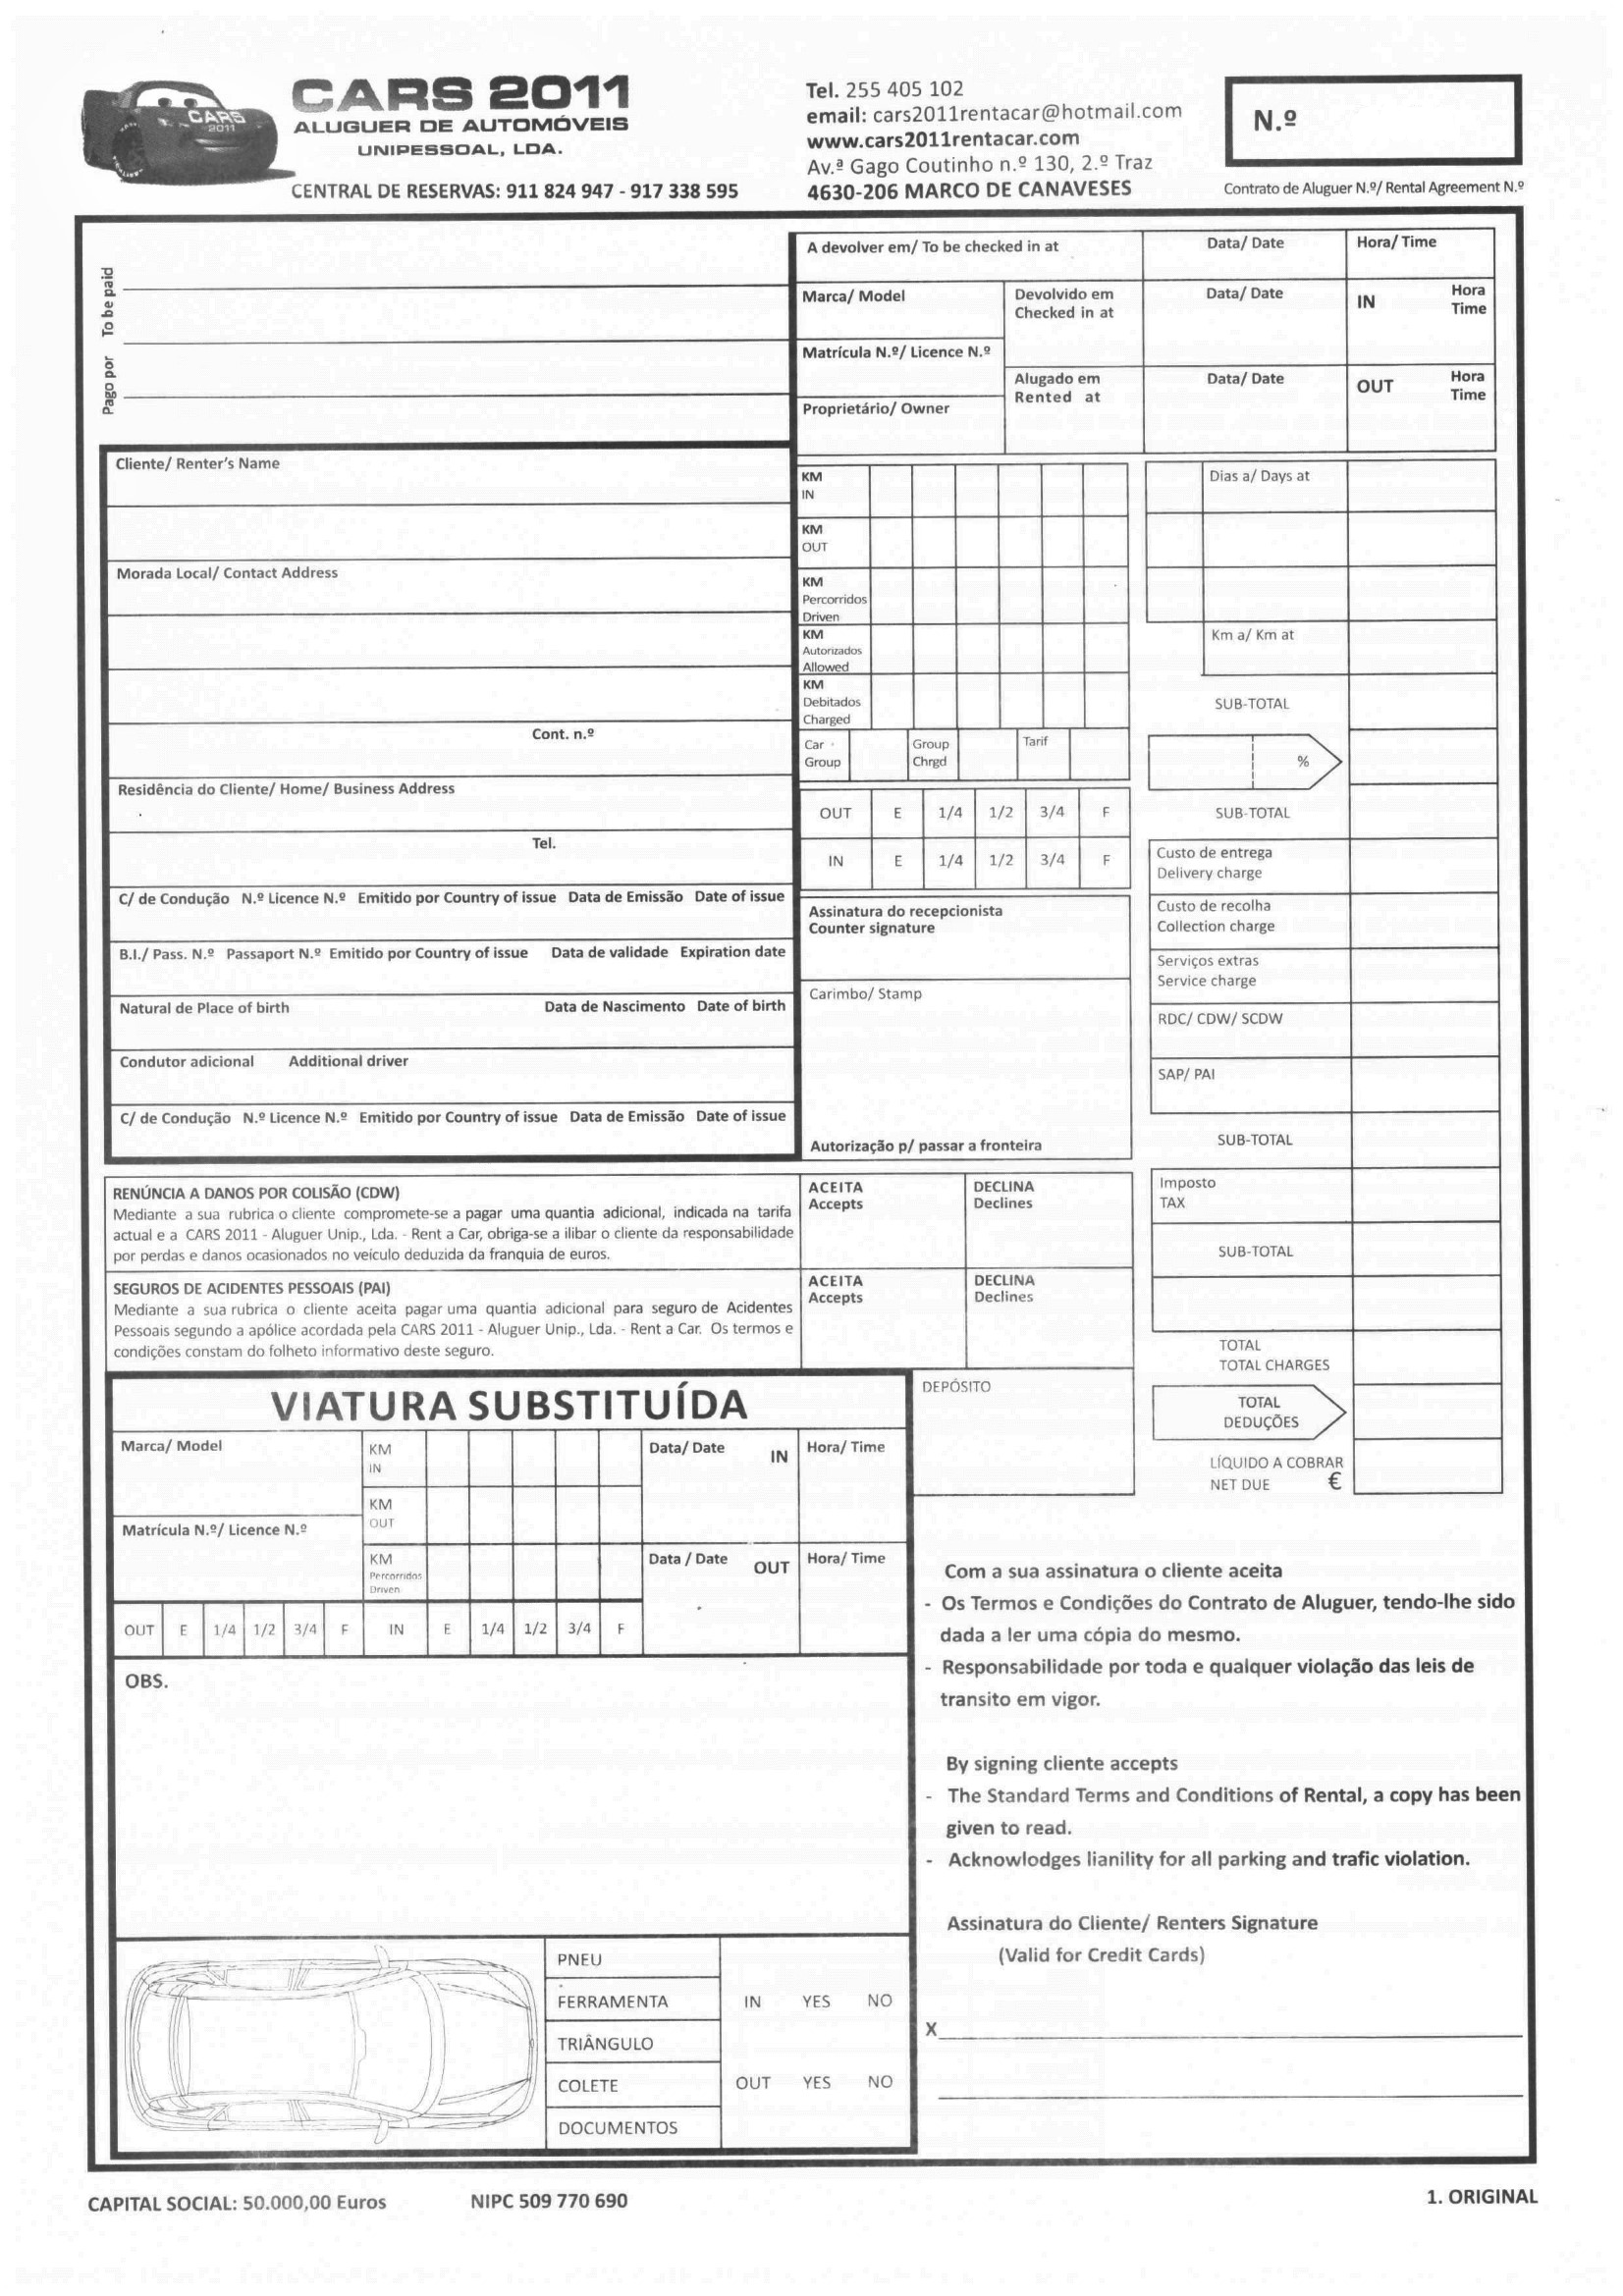 CARS 2011
ALUGUER DE AUTOMÓVEIS
UNIPESSOAL, LDA.
CENTRAL DE RESERVAS: 911 824 947 - 917 338 595
CARS
2011
Tel. 255 405 102
email: cars2011rentacar@hotmail.com
www.cars2011rentacar.com
Av.ª Gago Coutinho n.º 130, 2.º Traz
4630-206 MARCO DE CANAVESES
N.º
Contrato de Aluguer N.º/ Rental Agreement N.º
Pago por To be paid
A devolver em/ To be checked in at
Data/ Date
Hora/ Time
Marca/ Model
Devolvido em
Checked in at
Data/ Date
IN
Hora
Time
Matrícula N.º/ Licence N.º
Alugado em
Rented at
Data/ Date
OUT
Hora
Time
Proprietário/ Owner
Cliente/ Renter's Name
Morada Local/ Contact Address
Cont. n.º
Residência do Cliente/ Home/ Business Address
Tel.
C/ de Condução N.º Licence N.º Emitido por Country of issue Data de Emissão Date of issue
B.I./ Pass. N.º Passaport N.º Emitido por Country of issue Data de validade Expiration date
Natural de Place of birth Data de Nascimento Date of birth
Condutor adicional Additional driver
C/ de Condução N.º Licence N.º Emitido por Country of issue Data de Emissão Date of issue
KM
IN
KM
OUT
KM
Percorridos
Driven
KM
Autorizados
Allowed
KM
Debitados
Charged
Car
Group
Group
Chrgd
Tarif
OUT E 1/4 1/2 3/4 F
IN E 1/4 1/2 3/4 F
Assinatura do recepcionista
Counter signature
Carimbo/ Stamp
Autorização p/ passar a fronteira
Dias a/ Days at
Km a/ Km at
SUB-TOTAL
%
SUB-TOTAL
Custo de entrega
Delivery charge
Custo de recolha
Collection charge
Serviços extras
Service charge
RDC/ CDW/ SCDW
SAP/ PAI
SUB-TOTAL
Imposto
TAX
SUB-TOTAL
TOTAL
TOTAL CHARGES
TOTAL
DEDUÇÕES
LÍQUIDO A COBRAR
NET DUE €
RENÚNCIA A DANOS POR COLISÃO (CDW)
Mediante a sua rubrica o cliente compromete-se a pagar uma quantia adicional, indicada na tarifa
actual e a CARS 2011 - Aluguer Unip., Lda. - Rent a Car, obriga-se a ilibar o cliente da responsabilidade
por perdas e danos ocasionados no veículo deduzida da franquia de euros.
ACEITA
Accepts
DECLINA
Declines
SEGUROS DE ACIDENTES PESSOAIS (PAI)
Mediante a sua rubrica o cliente aceita pagar uma quantia adicional para seguro de Acidentes
Pessoais segundo a apólice acordada pela CARS 2011 - Aluguer Unip., Lda. - Rent a Car. Os termos e
condições constam do folheto informativo deste seguro.
ACEITA
Accepts
DECLINA
Declines
DEPÓSITO
VIATURA SUBSTITUÍDA
Marca/ Model
KM
IN
Data/ Date
IN
Hora/ Time
KM
OUT
Matrícula N.º/ Licence N.º
KM
Percorridos
Driven
Data / Date
OUT
Hora/ Time
OUT E 1/4 1/2 3/4 F IN E 1/4 1/2 3/4 F
OBS.
PNEU
FERRAMENTA
TRIÂNGULO
COLETE
DOCUMENTOS
IN YES NO
OUT YES NO
Com a sua assinatura o cliente aceita
- Os Termos e Condições do Contrato de Aluguer, tendo-lhe sido
dada a ler uma cópia do mesmo.
- Responsabilidade por toda e qualquer violação das leis de
transito em vigor.
By signing cliente accepts
- The Standard Terms and Conditions of Rental, a copy has been
given to read.
- Acknowlodges lianility for all parking and trafic violation.
Assinatura do Cliente/ Renters Signature
(Valid for Credit Cards)
X
CAPITAL SOCIAL: 50.000,00 Euros
NIPC 509 770 690
1. ORIGINAL